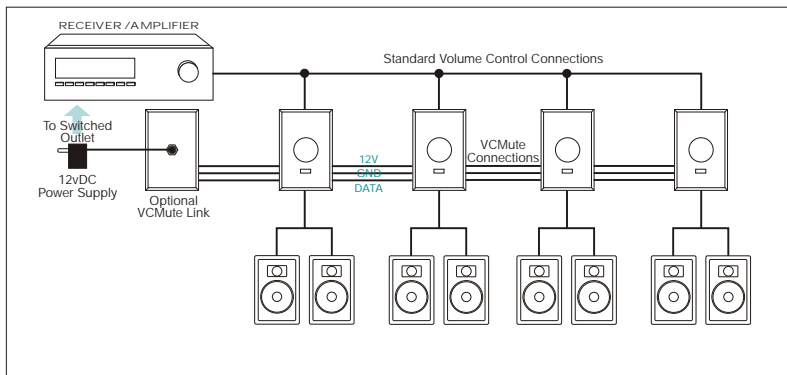 RECEIVER/AMPLIFIER
Standard Volume Control Connections
To Switched
Outlet
12vDC
Power Supply
Optional
VCMute Link
12V
GND
DATA
VCMute
Connections